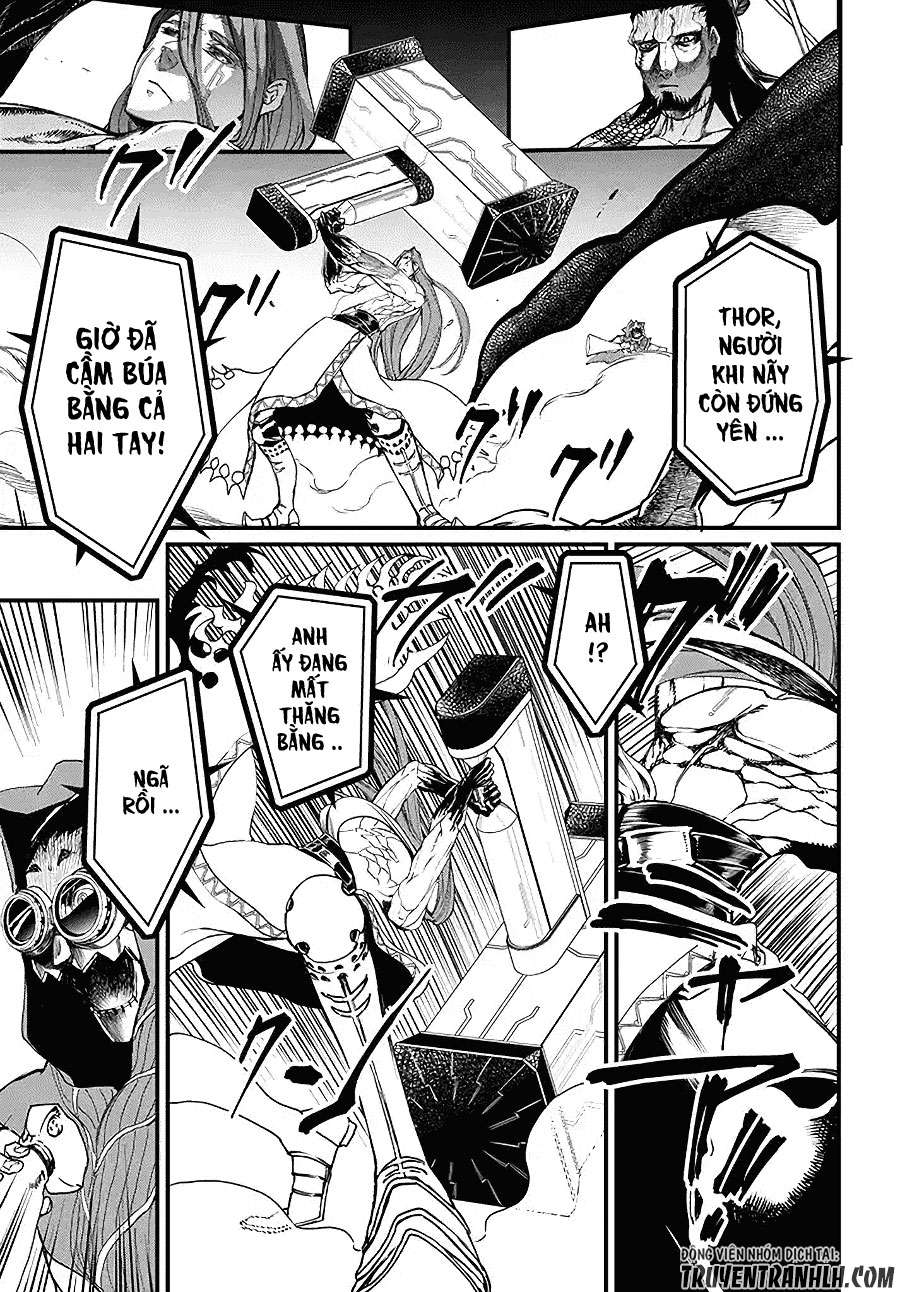 THOR,
NGƯỜI
KHI NÃY
CÒN ĐỨNG
YÊN ...
GIỜ ĐÃ
CẦM BÚA
BẰNG CẢ
HAI TAY!
AH
!?
ANH
ẤY ĐANG
MẤT
THĂNG
BẰNG ..
NGÃ
RỒI ...
ĐỘNG VIÊN NHÓM DỊCH TẠI:
TRUYENTRANHLH.COM